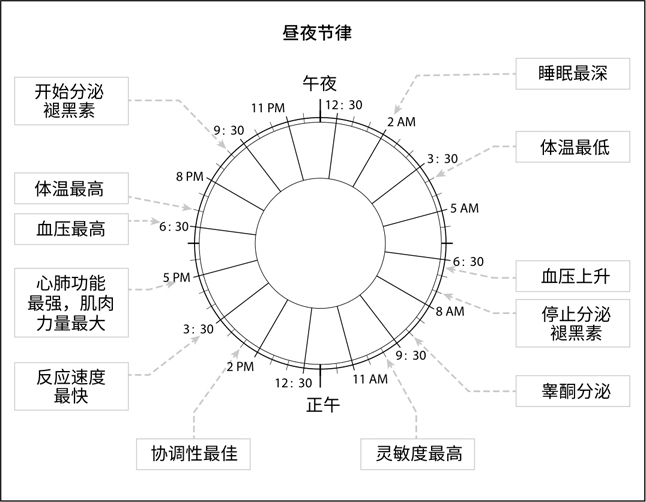 昼夜节律
午夜
12：30
2 AM
3：30
5 AM
6：30
8 AM
9：30
11 AM
正午
12：30
2 PM
3：30
5 PM
6：30
8 PM
9：30
11 PM
睡眠最深
体温最低
血压上升
停止分泌
褪黑素
睾酮分泌
灵敏度最高
协调性最佳
反应速度
最快
心肺功能
最强，肌肉
力量最大
血压最高
体温最高
开始分泌
褪黑素